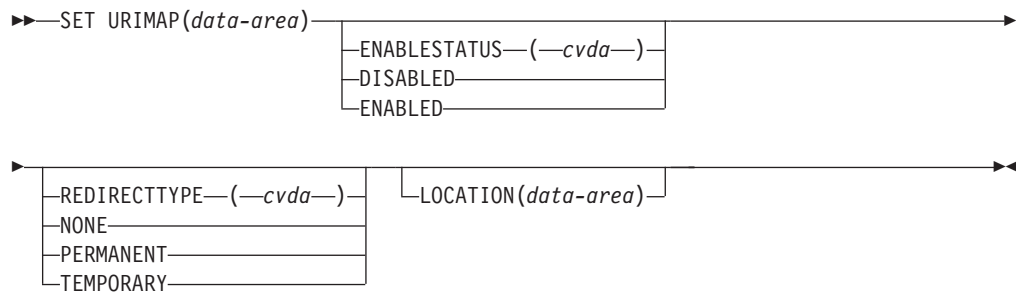 SET URIMAP(data-area)
ENABLESTATUS ( cvda )
DISABLED
ENABLED
REDIRECTTYPE ( cvda ) LOCATION(data-area)
NONE
PERMANENT
TEMPORARY